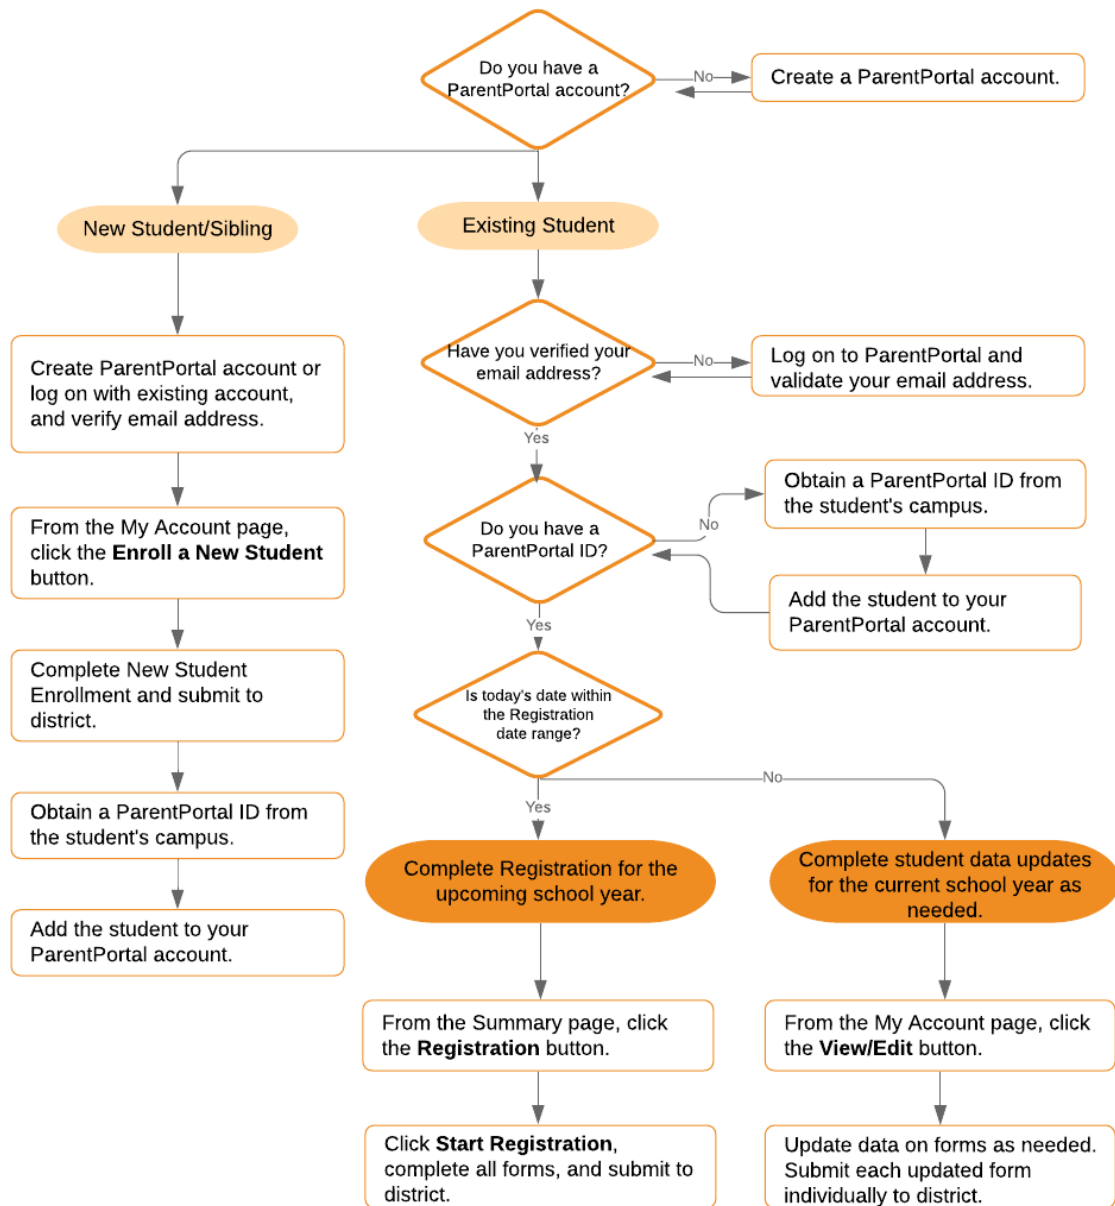 Do you have a
ParentPortal account?
No
Create a ParentPortal account.
New Student/Sibling
Existing Student
Create ParentPortal account or
log on with existing account,
and verify email address.
From the My Account page,
click the Enroll a New Student
button.
Complete New Student
Enrollment and submit to
district.
Obtain a ParentPortal ID from
the student's campus.
Add the student to your
ParentPortal account.
Have you verified your
email address?
No
Log on to ParentPortal and
validate your email address.
Yes
Do you have a
ParentPortal ID?
No
Obtain a ParentPortal ID from
the student's campus.
Add the student to your
ParentPortal account.
Yes
Is today's date within
the Registration
date range?
Yes
No
Complete Registration for the
upcoming school year.
From the Summary page, click
the Registration button.
Click Start Registration,
complete all forms, and submit to
district.
Complete student data updates
for the current school year as
needed.
From the My Account page, click
the View/Edit button.
Update data on forms as needed.
Submit each updated form
individually to district.